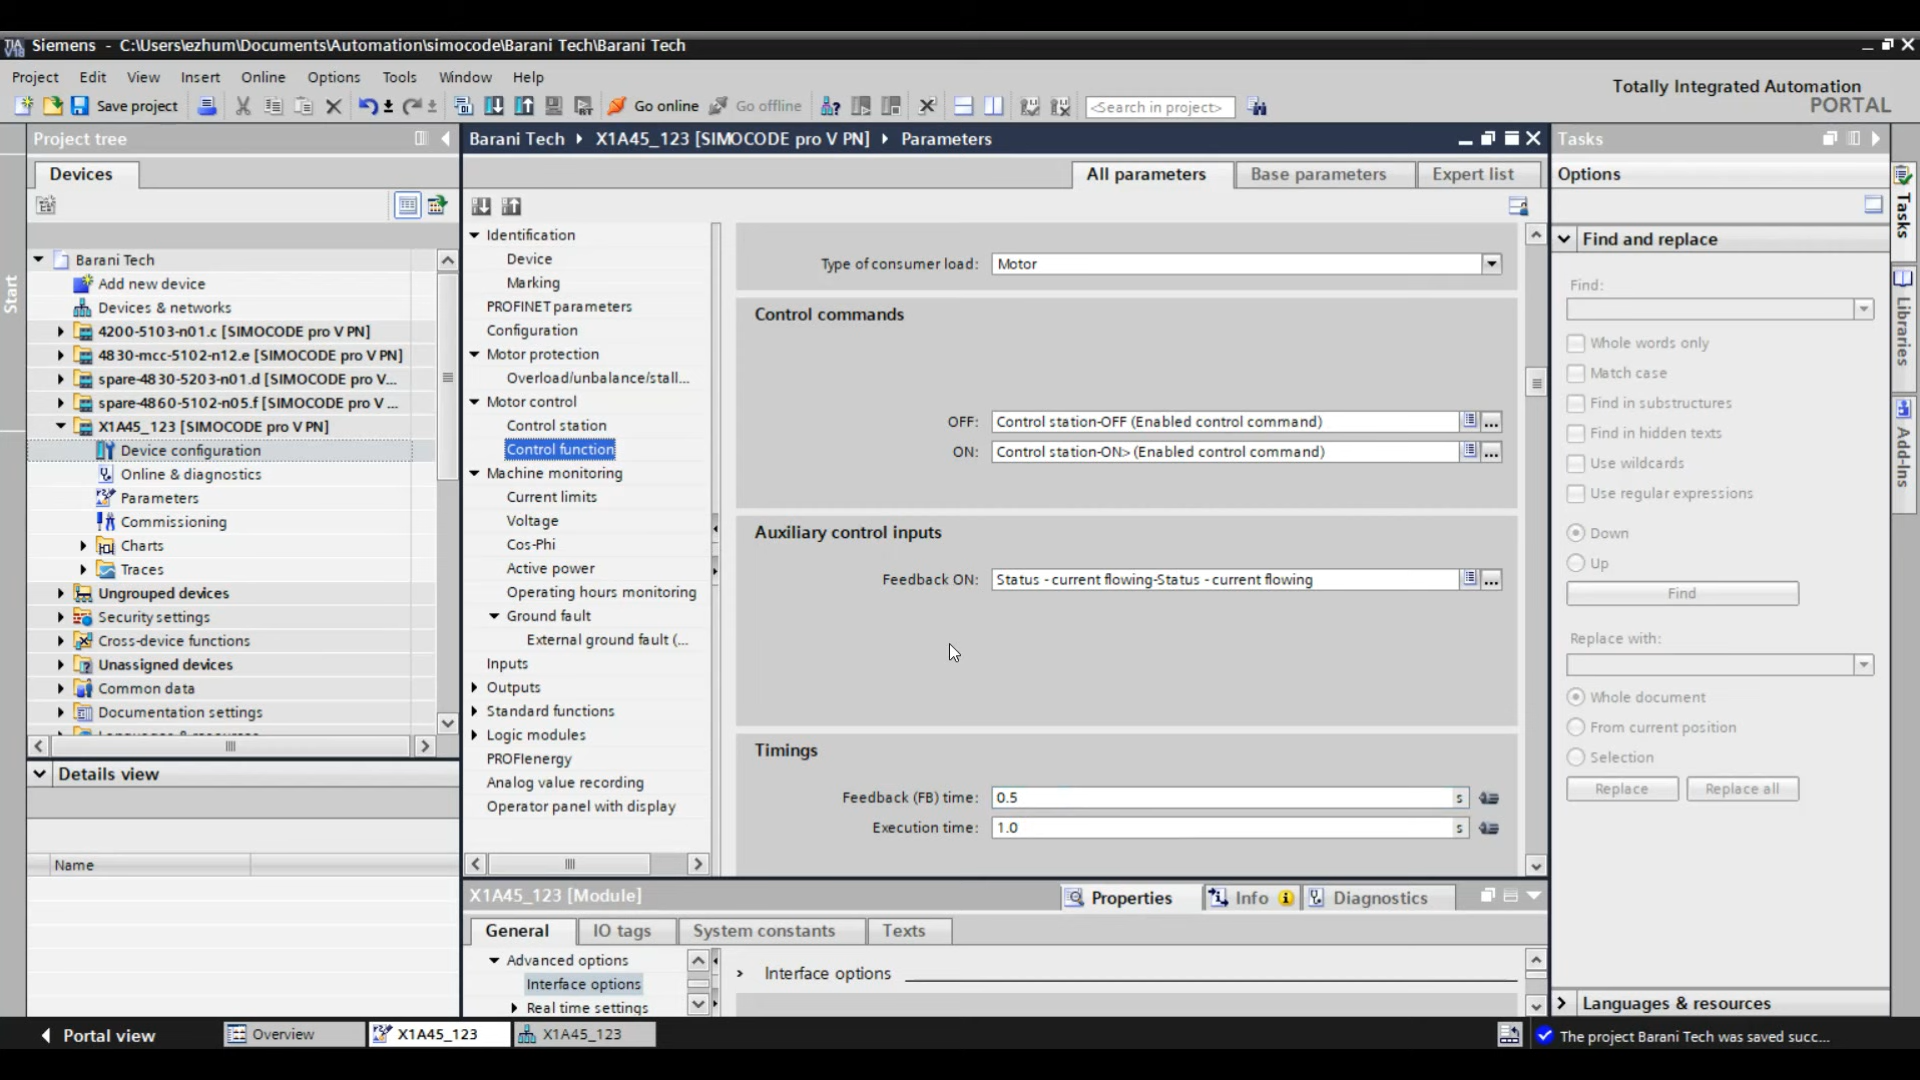 Siemens - C:\Users\ezhum\Documents\Automation\simocode\Barani Tech\Barani Tech
Project Edit View Insert Online Options Tools Window Help
Totally Integrated Automation
PORTAL
Save project
Go online
Go offline
<Search in project>
Project tree
Devices
Start
Barani Tech
Add new device
Devices & networks
4200-5103-n01.c [SIMOCODE pro V PN]
4830-mcc-5102-n12.e [SIMOCODE pro V PN]
spare-4830-5203-n01.d [SIMOCODE pro V...
spare-4860-5102-n05.f [SIMOCODE pro V ...
X1A45_123 [SIMOCODE pro V PN]
Device configuration
Online & diagnostics
Parameters
Commissioning
Charts
Traces
Ungrouped devices
Security settings
Cross-device functions
Unassigned devices
Common data
Documentation settings
Details view
Name
Barani Tech X1A45_123 [SIMOCODE pro V PN] Parameters
All parameters
Base parameters
Expert list
Identification
Device
Marking
PROFINET parameters
Configuration
Motor protection
Overload/unbalance/stall...
Motor control
Control station
Control function
Machine monitoring
Current limits
Voltage
Cos-Phi
Active power
Operating hours monitoring
Ground fault
External ground fault (...
Inputs
Outputs
Standard functions
Logic modules
PROFIenergy
Analog value recording
Operator panel with display
Type of consumer load: Motor
Control commands
OFF: Control station-OFF (Enabled control command)
ON: Control station-ON> (Enabled control command)
Auxiliary control inputs
Feedback ON: Status - current flowing-Status - current flowing
Timings
Feedback (FB) time: 0.5 s
Execution time: 1.0 s
X1A45_123 [Module]
Properties
Info
Diagnostics
General
IO tags
System constants
Texts
Advanced options
Interface options
Real time settings
Interface options
Tasks
Options
Find and replace
Find:
Whole words only
Match case
Find in substructures
Find in hidden texts
Use wildcards
Use regular expressions
Down
Up
Find
Replace with:
Whole document
From current position
Selection
Replace
Replace all
Languages & resources
Tasks
Libraries
Add-Ins
Portal view
Overview
X1A45_123
X1A45_123
The project Barani Tech was saved succ...